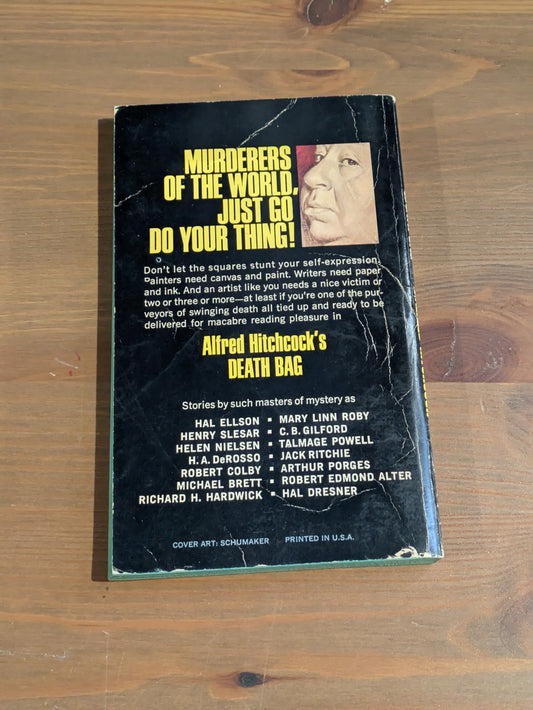 MURDERERS
OF THE WORLD,
JUST GO
DO YOUR THING!
Don't let the squares stunt your self-expression.
Painters need canvas and paint. Writers need paper
and ink. And an artist like you needs a nice victim or
two or three or more—at least if you're one of the pur-
veyors of swinging death all tied up and ready to be
delivered for macabre reading pleasure in
Alfred Hitchcock's
DEATH BAG
Stories by such masters of mystery as
HAL ELLSON ▪ MARY LINN ROBY
HENRY SLESAR ▪ C. B. GILFORD
HELEN NIELSEN ▪ TALMAGE POWELL
H. A. DeROSSO ▪ JACK RITCHIE
ROBERT COLBY ▪ ARTHUR PORGES
MICHAEL BRETT ▪ ROBERT EDMOND ALTER
RICHARD H. HARDWICK ▪ HAL DRESNER
COVER ART: SCHUMAKER PRINTED IN U.S.A.